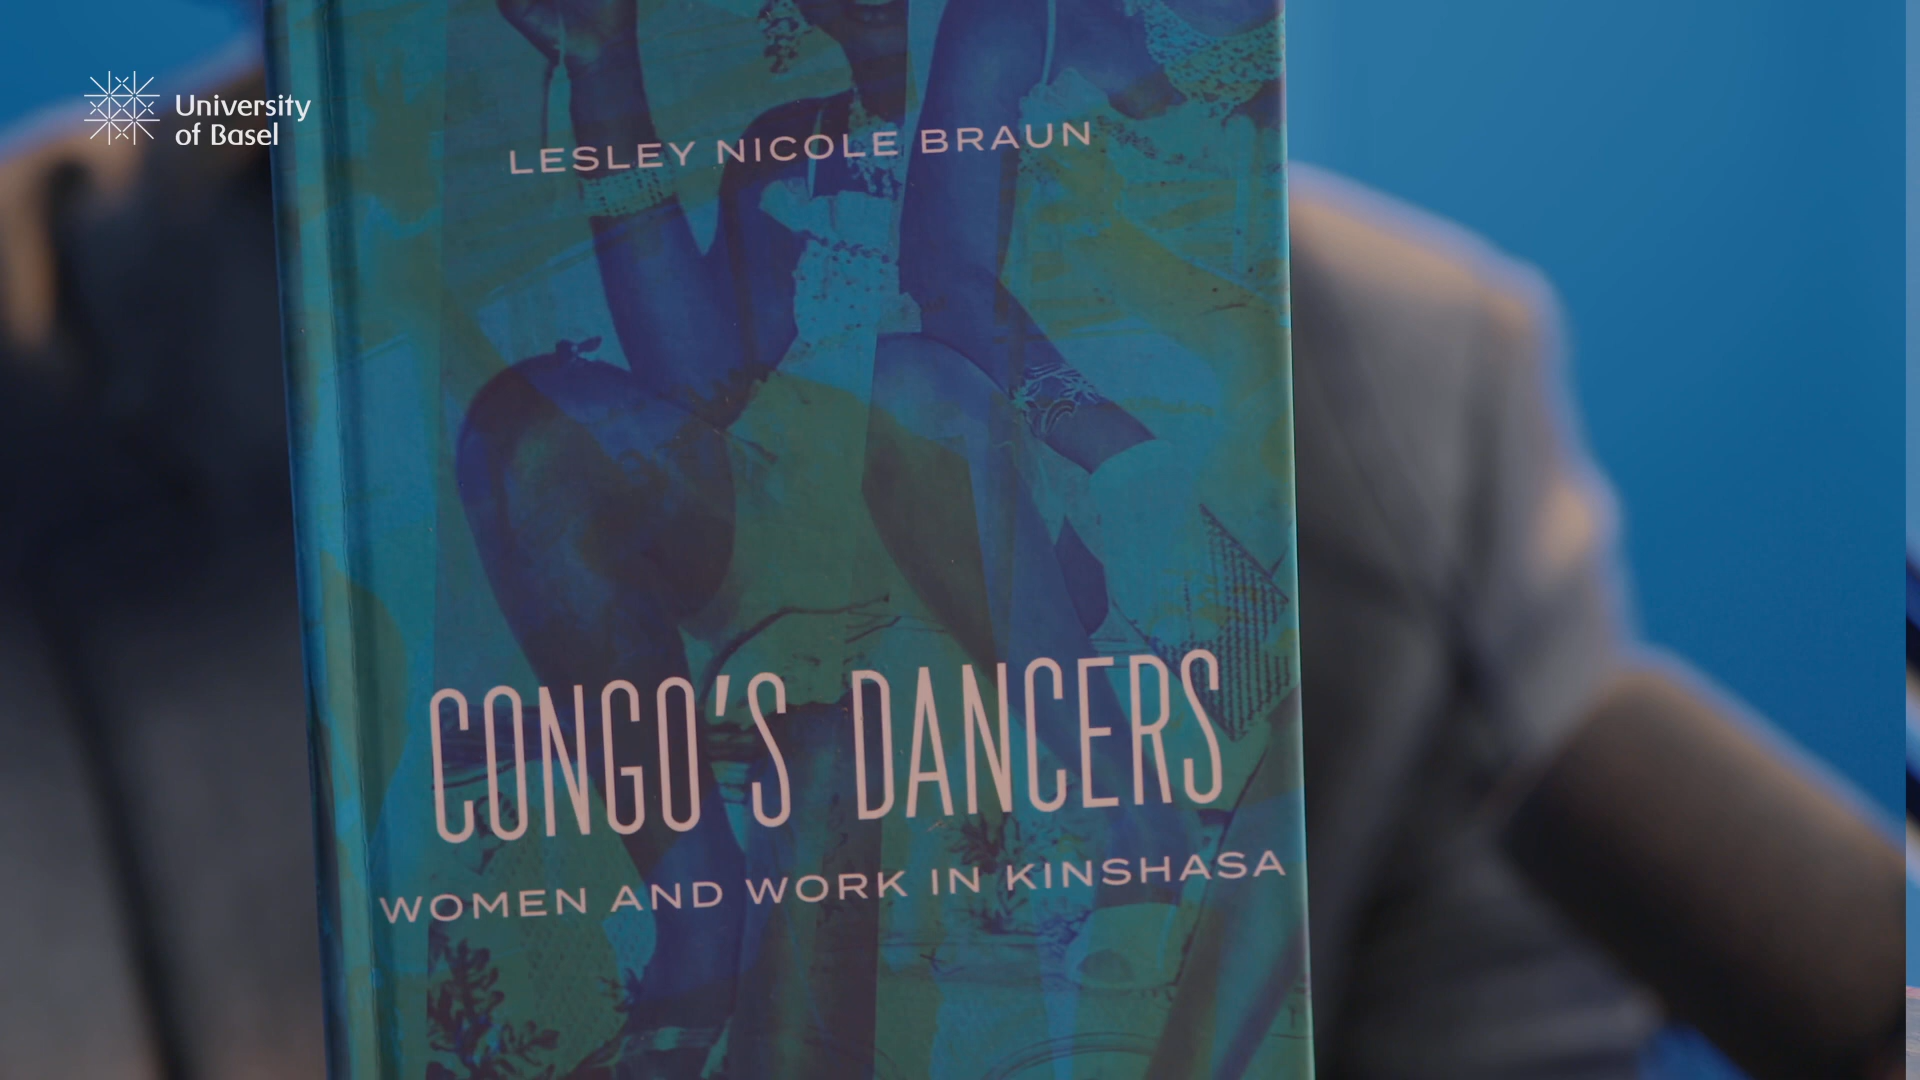 University
of Basel
LESLEY NICOLE BRAUN
CONGO'S DANCERS
WOMEN AND WORK IN KINSHASA